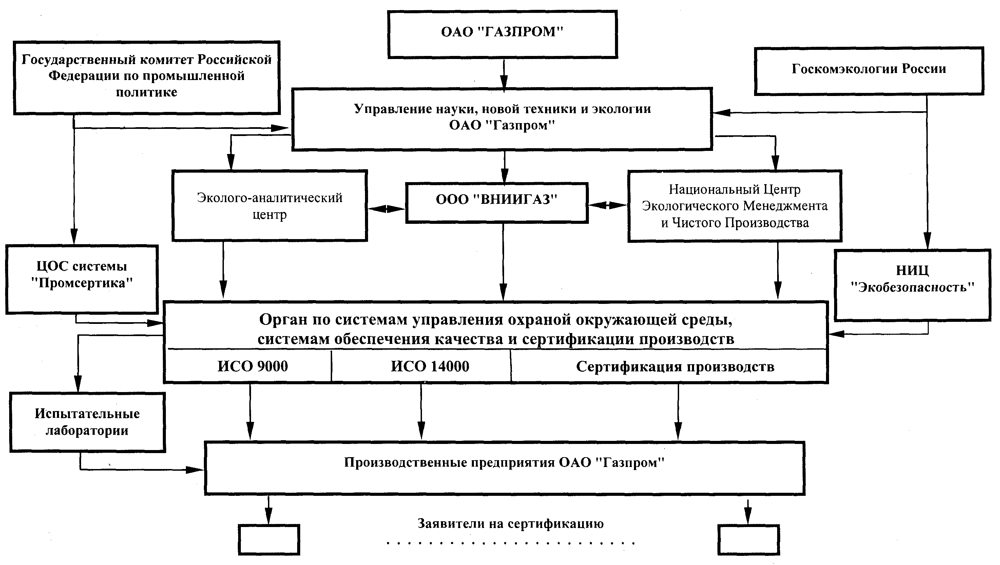 ОАО "ГАЗПРОМ"
Государственный комитет Российской
Федерации по промышленной
политике
Госкомэкологии России
Управление науки, новой техники и экологии
ОАО "Газпром"
Эколого-аналитический
центр
ООО "ВНИИГАЗ"
Национальный Центр
Экологического Менеджмента
и Чистого Производства
ЦОС системы
"Промсертика"
НИЦ
"Экобезопасность"
Орган по системам управления охраной окружающей среды,
системам обеспечения качества и сертификации производств
ИСО 9000
ИСО 14000
Сертификация производств
Испытательные
лаборатории
Производственные предприятия ОАО "Газпром"
Заявители на сертификацию
. . . . . . . . . . . . . . . . . . . . . . . .